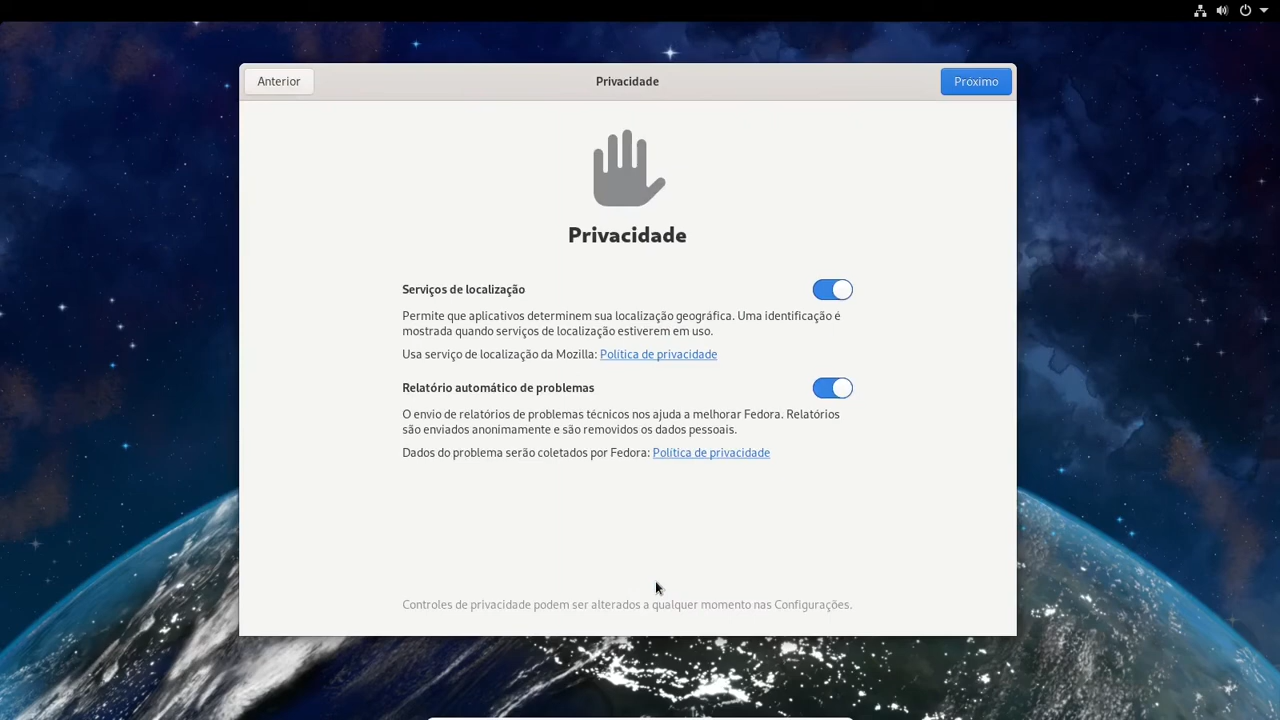 Anterior
Privacidade
Próximo
Privacidade
Serviços de localização
Permite que aplicativos determinem sua localização geográfica. Uma identificação é
mostrada quando serviços de localização estiverem em uso.
Usa serviço de localização da Mozilla: Política de privacidade
Relatório automático de problemas
O envio de relatórios de problemas técnicos nos ajuda a melhorar Fedora. Relatórios
são enviados anonimamente e são removidos os dados pessoais.
Dados do problema serão coletados por Fedora: Política de privacidade
Controles de privacidade podem ser alterados a qualquer momento nas Configurações.